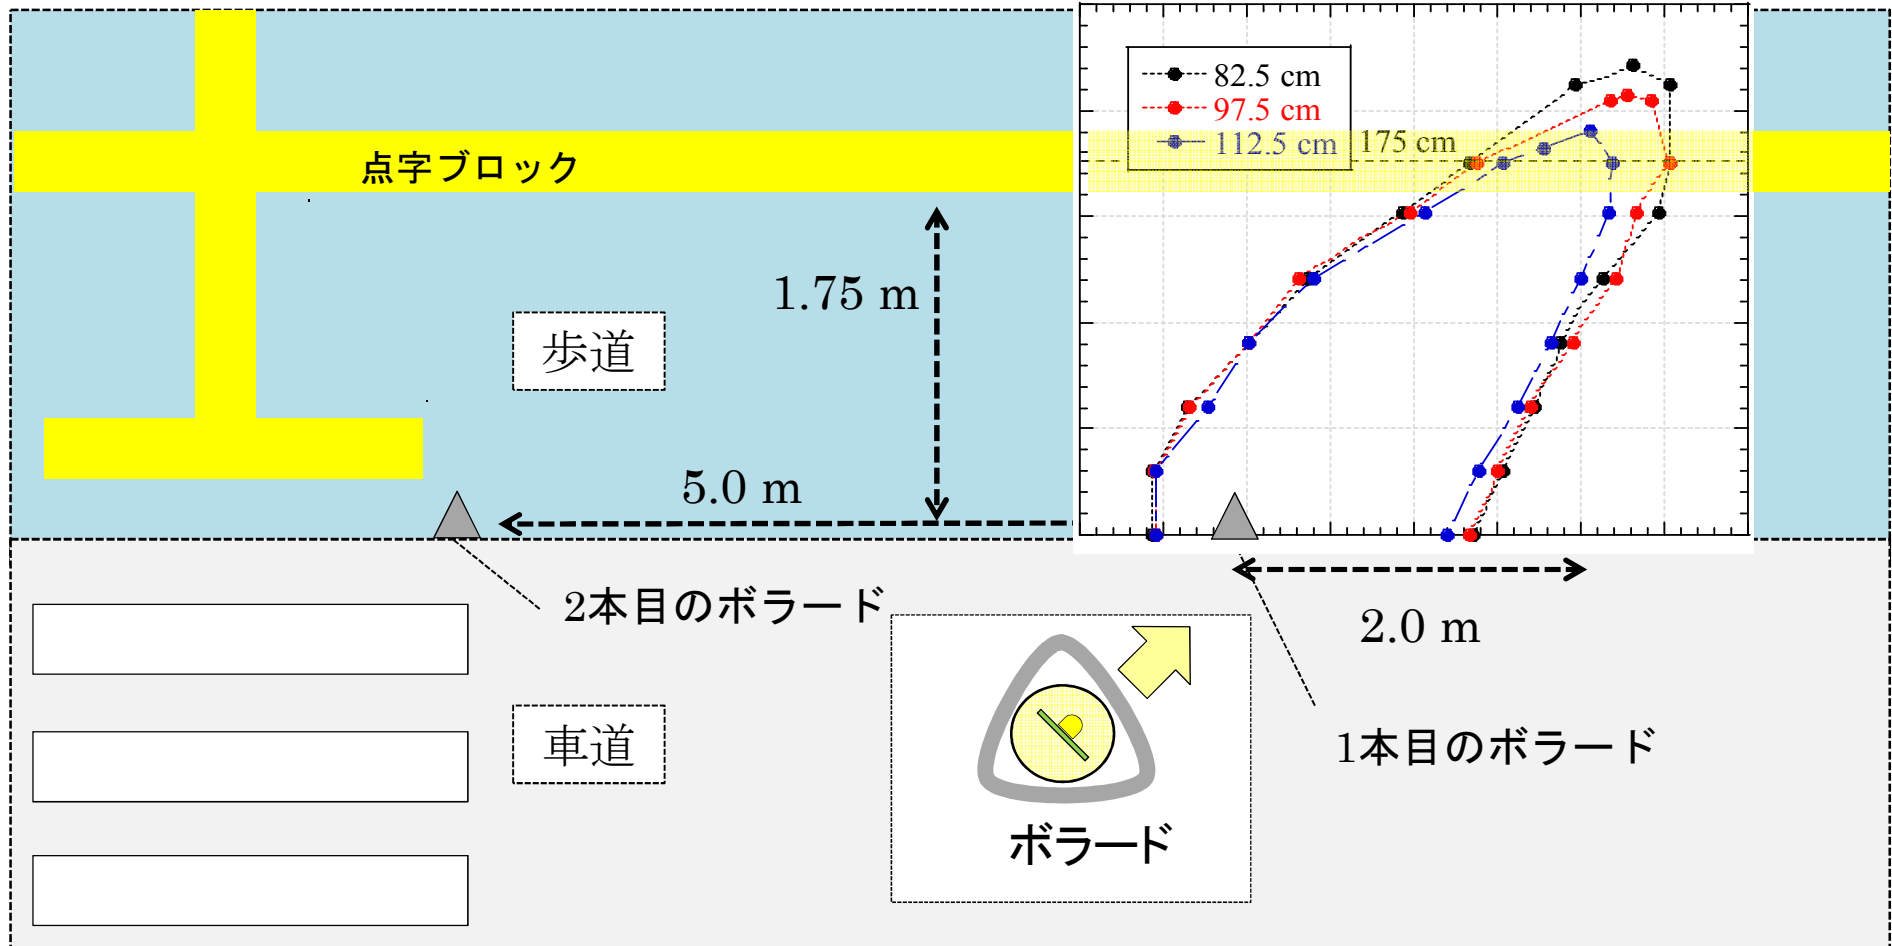 82.5 cm
97.5 cm
112.5 cm
175 cm
点字ブロック
1.75 m
歩道
5.0 m
2本目のボラード
2.0 m
車道
1本目のボラード
ボラード